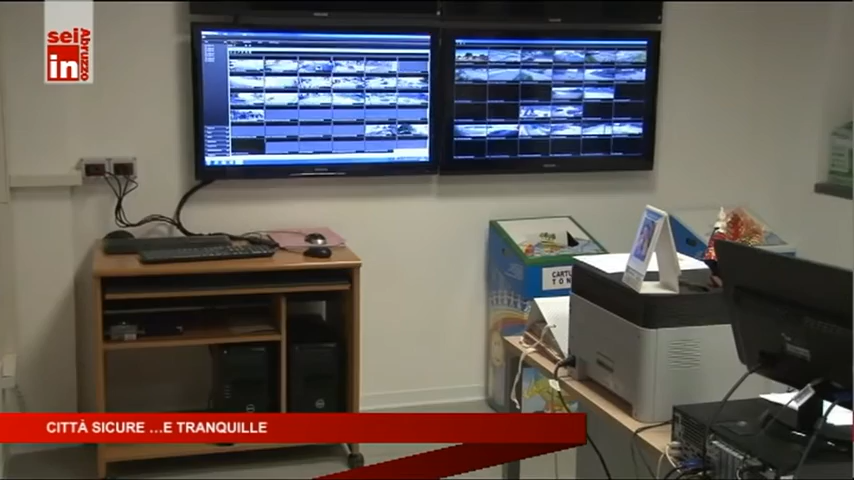 sei
in
Abruzzo
CARTU
TON
CITTÀ SICURE ...E TRANQUILLE